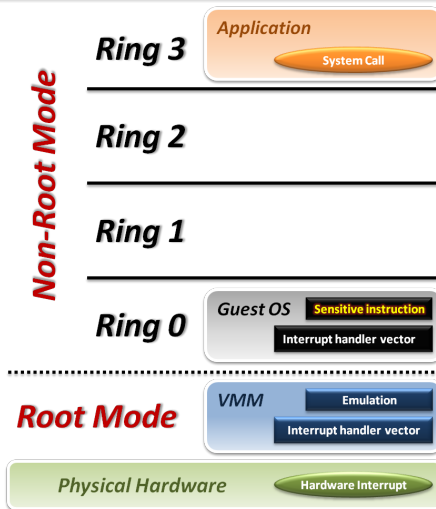 Application
Ring 3
System Call
Non-Root Mode
Ring 2
Ring 1
Guest OS
Sensitive instruction
Ring 0
Interrupt handler vector
VMM
Emulation
Root Mode
Interrupt handler vector
Physical Hardware
Hardware Interrupt